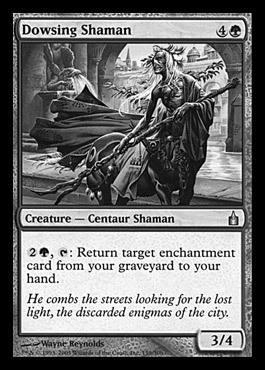 Dowsing Shaman 4
Creature — Centaur Shaman
2, : Return target enchantment
card from your graveyard to your
hand.
He combs the streets looking for the lost
light, the discarded enigmas of the city.
Wayne Reynolds
3/4